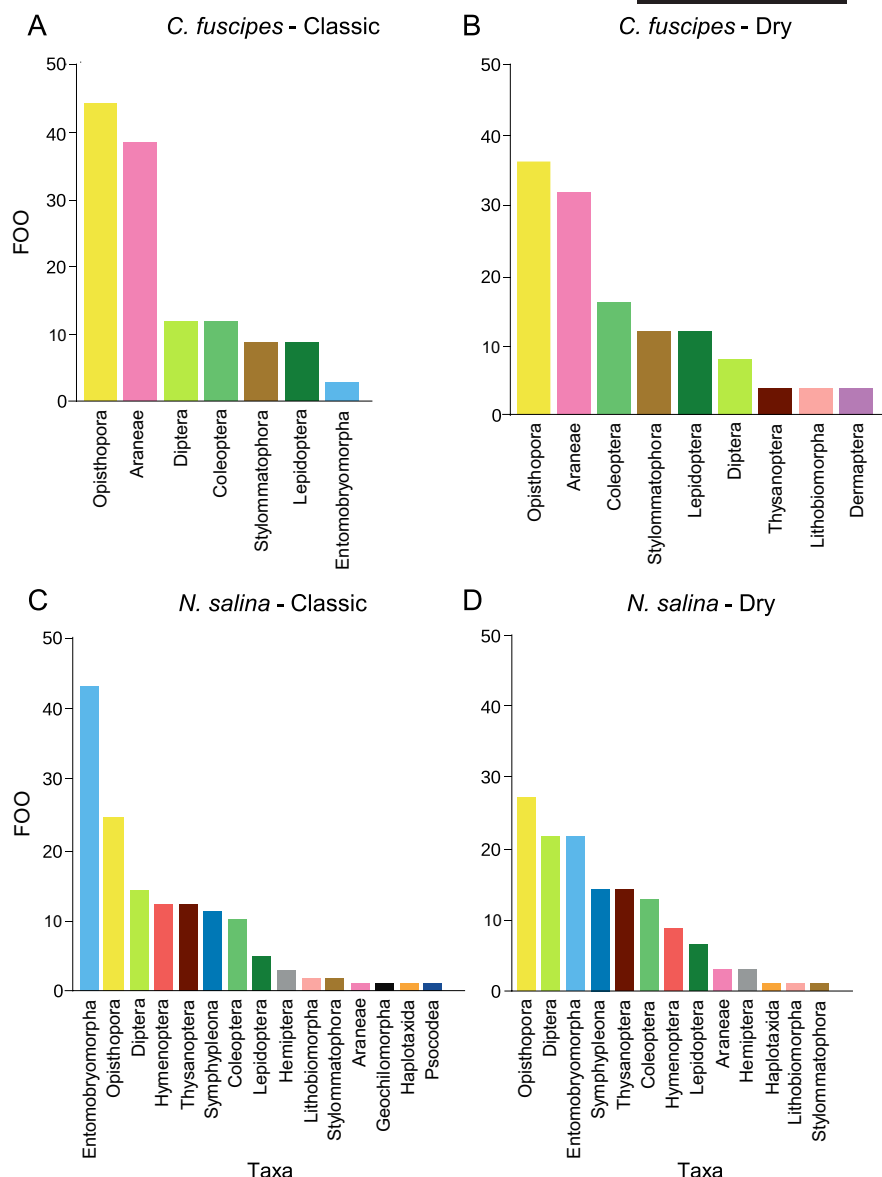 A
C. fuscipes - Classic
50
40
30
20
10
0
FOO
Opisthopora
Araneae
Diptera
Coleoptera
Stylommatophora
Lepidoptera
Entomobryomorpha
B
C. fuscipes - Dry
50
40
30
20
10
0
Opisthopora
Araneae
Coleoptera
Stylommatophora
Lepidoptera
Diptera
Thysanoptera
Lithobiomorpha
Dermaptera
C
N. salina - Classic
50
40
30
20
10
0
FOO
Entomobryomorpha
Opisthopora
Diptera
Hymenoptera
Thysanoptera
Symphypleona
Coleoptera
Lepidoptera
Hemiptera
Lithobiomorpha
Stylommatophora
Araneae
Geochilomorpha
Haplotaxida
Psocodea
Taxa
D
N. salina - Dry
50
40
30
20
10
0
Opisthopora
Diptera
Entomobryomorpha
Symphypleona
Thysanoptera
Coleoptera
Hymenoptera
Lepidoptera
Araneae
Hemiptera
Haplotaxida
Lithobiomorpha
Stylommatophora
Taxa